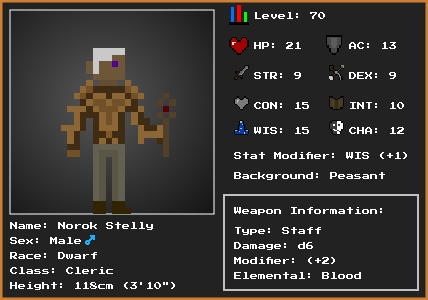 Level: 70
HP: 21
AC: 13
STR: 9
DEX: 9
CON: 15
INT: 10
WIS: 15
CHA: 12
Stat Modifier: WIS (+1)
Background: Peasant
Name: Norok Stelly
Sex: Male♂
Race: Dwarf
Class: Cleric
Height: 118cm (3'10")
Weapon Information:
Type: Staff
Damage: d6
Modifier: (+2)
Elemental: Blood